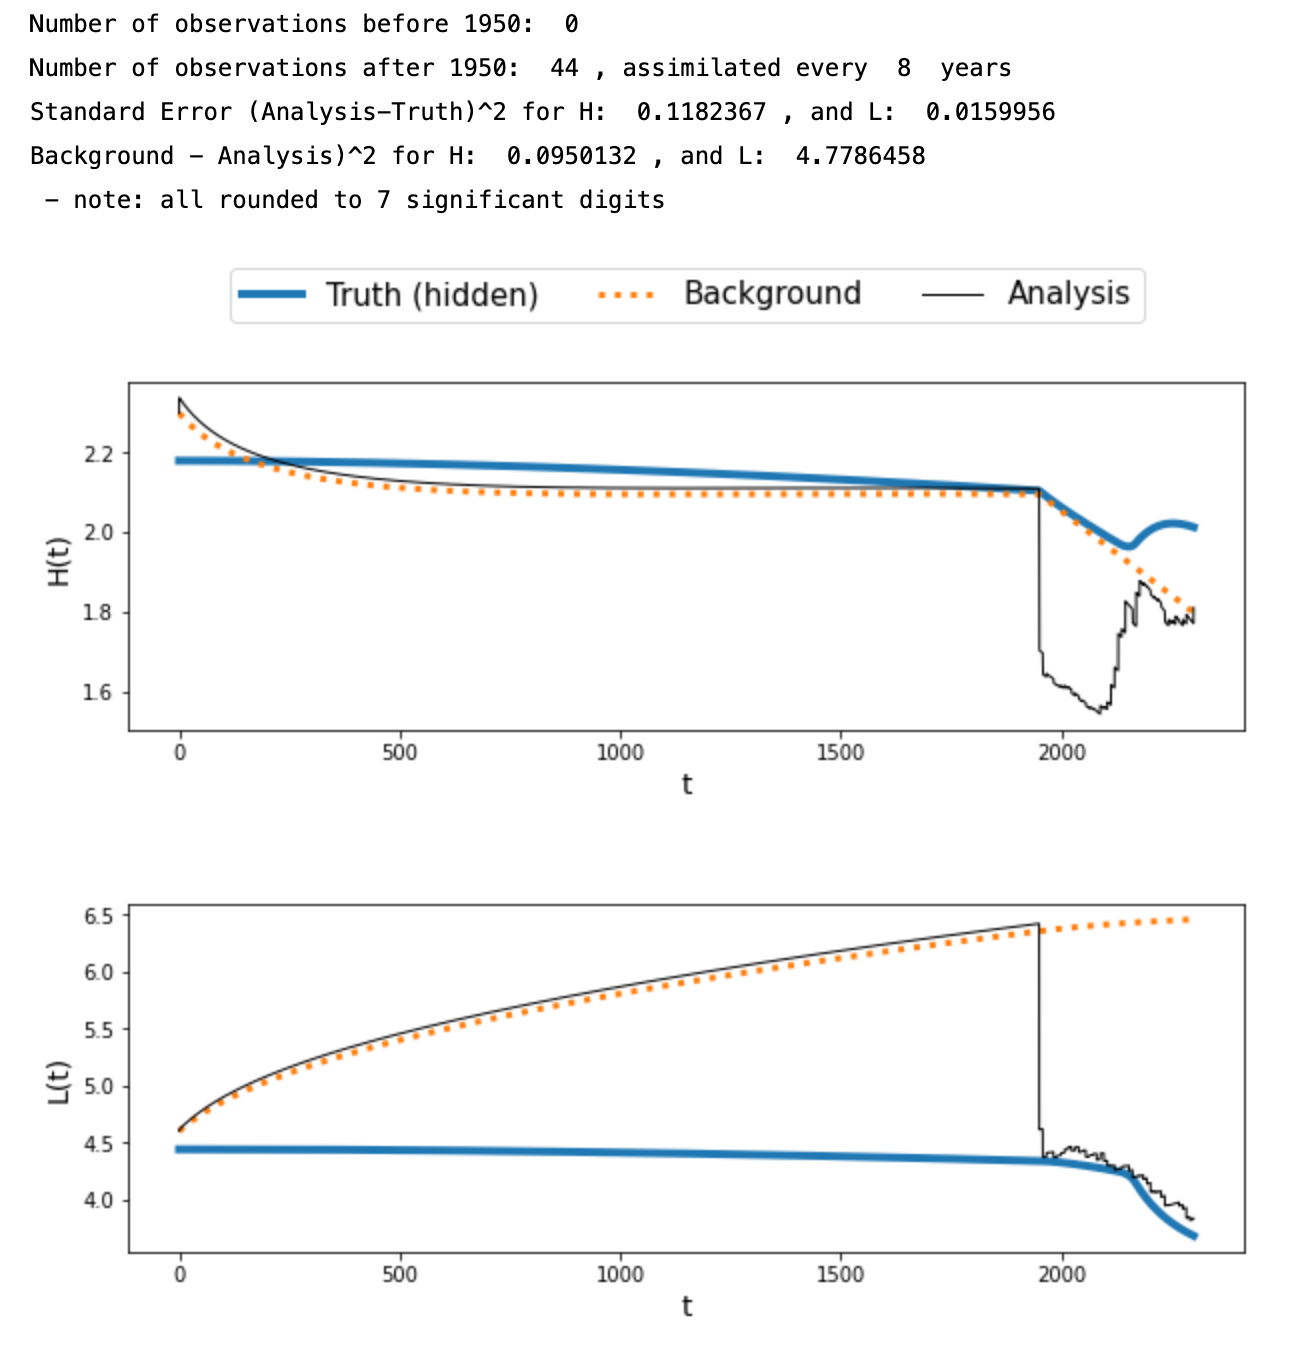 Number of observations before 1950:  0
Number of observations after 1950:  44 , assimilated every  8  years
Standard Error (Analysis-Truth)^2 for H:  0.1182367 , and L:  0.0159956
Background - Analysis)^2 for H:  0.0950132 , and L:  4.7786458
 - note: all rounded to 7 significant digits
Truth (hidden) Background Analysis
2.2
2.0
1.8
1.6
H(t)
0 500 1000 1500 2000
t
6.5
6.0
5.5
5.0
4.5
4.0
L(t)
0 500 1000 1500 2000
t